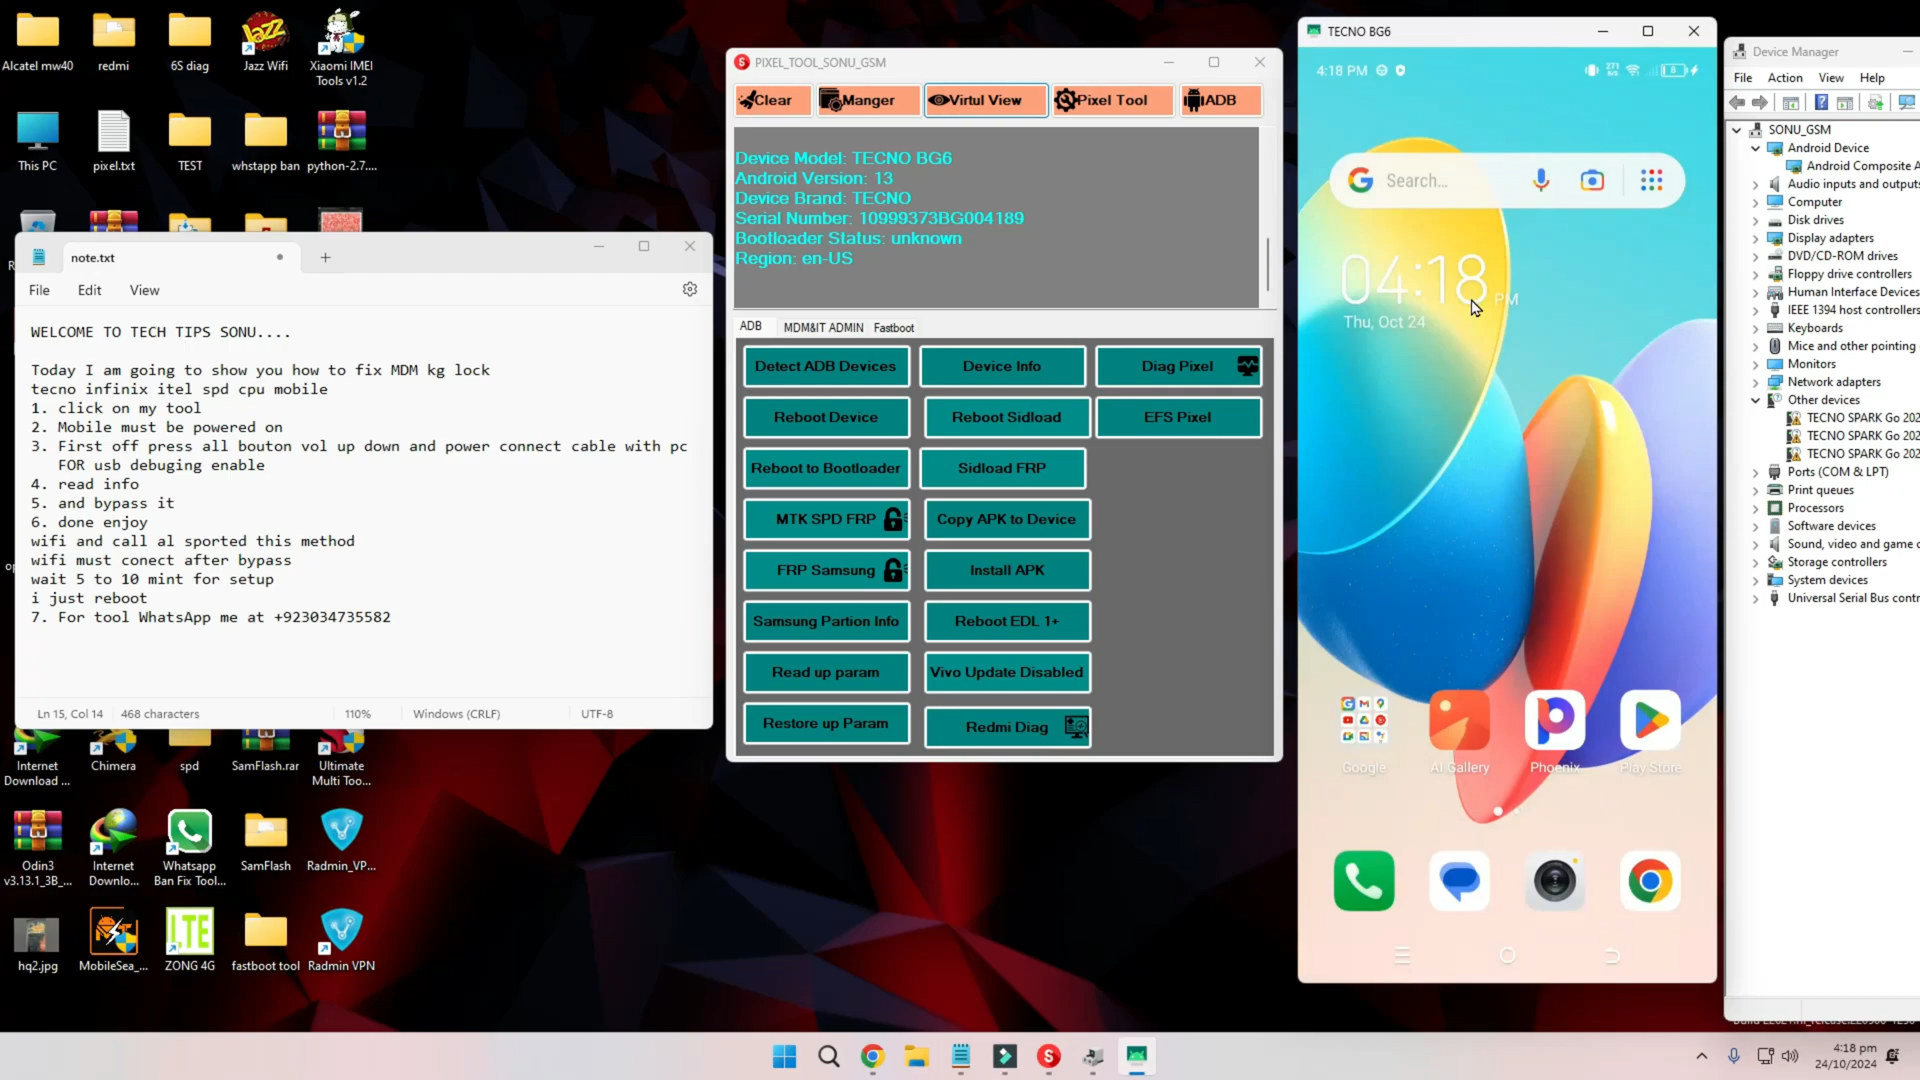 Alcatel mw40
redmi
6S diag
Jazz Wifi
Xiaomi IMEI
Tools v1.2
This PC
pixel.txt
TEST
whstapp ban
python-2.7....
note.txt
File
Edit
View
WELCOME TO TECH TIPS SONU....
Today I am going to show you how to fix MDM kg lock
tecno infinix itel spd cpu mobile
1. click on my tool
2. Mobile must be powered on
3. First off press all bouton vol up down and power connect cable with pc
FOR usb debuging enable
4. read info
5. and bypass it
6. done enjoy
wifi and call al sported this method
wifi must conect after bypass
wait 5 to 10 mint for setup
i just reboot
7. For tool WhatsApp me at +923034735582
Ln 15, Col 14
468 characters
110%
Windows (CRLF)
UTF-8
Internet
Download ...
Chimera
spd
SamFlash.rar
Ultimate
Multi Too...
Odin3
v3.13.1_3B_...
Internet
Downlo...
Whatsapp
Ban Fix Tool...
SamFlash
Radmin_VP...
hq2.jpg
MobileSea_...
LTE
ZONG 4G
fastboot tool
Radmin VPN
PIXEL_TOOL_SONU_GSM
Clear
Manger
Virtul View
Pixel Tool
ADB
Device Model: TECNO BG6
Android Version: 13
Device Brand: TECNO
Serial Number: 10999373BG004189
Bootloader Status: unknown
Region: en-US
ADB
MDM&IT ADMIN
Fastboot
Detect ADB Devices
Device Info
Diag Pixel
Reboot Device
Reboot Sidload
EFS Pixel
Reboot to Bootloader
Sidload FRP
MTK SPD FRP
Copy APK to Device
FRP Samsung
Install APK
Samsung Partion Info
Reboot EDL 1+
Read up param
Vivo Update Disabled
Restore up Param
Redmi Diag
TECNO BG6
4:18 PM
Search...
04:18 PM
Thu, Oct 24
Google
AI Gallery
Phoenix
Play Store
Device Manager
File
Action
View
Help
SONU_GSM
Android Device
Android Composite A
Audio inputs and outputs
Computer
Disk drives
Display adapters
DVD/CD-ROM drives
Floppy drive controllers
Human Interface Devices
IEEE 1394 host controllers
Keyboards
Mice and other pointing
Monitors
Network adapters
Other devices
TECNO SPARK Go 202
TECNO SPARK Go 202
TECNO SPARK Go 202
Ports (COM & LPT)
Print queues
Processors
Software devices
Sound, video and game c
Storage controllers
System devices
Universal Serial Bus contr
4:18 pm
24/10/2024